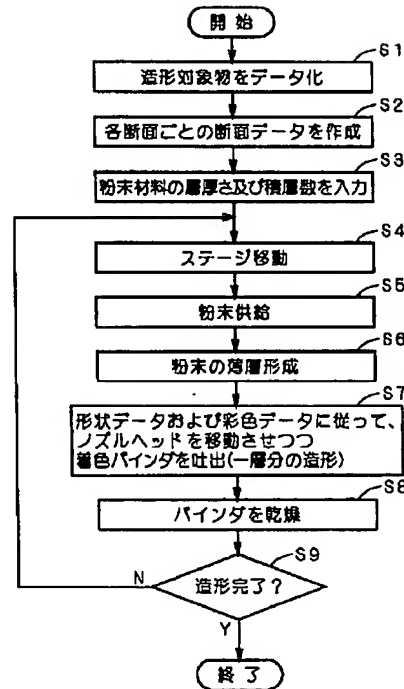 開始
S1
造形対象物をデータ化
S2
各断面ごとの断面データを作成
S3
粉末材料の層厚さ及び積層数を入力
S4
ステージ移動
S5
粉末供給
S6
粉末の薄層形成
S7
形状データおよび彩色データに従って、
ノズルヘッドを移動させつつ
着色バインダを吐出(一層分の造形)
S8
バインダを乾燥
S9
造形完了?
N
Y
終了